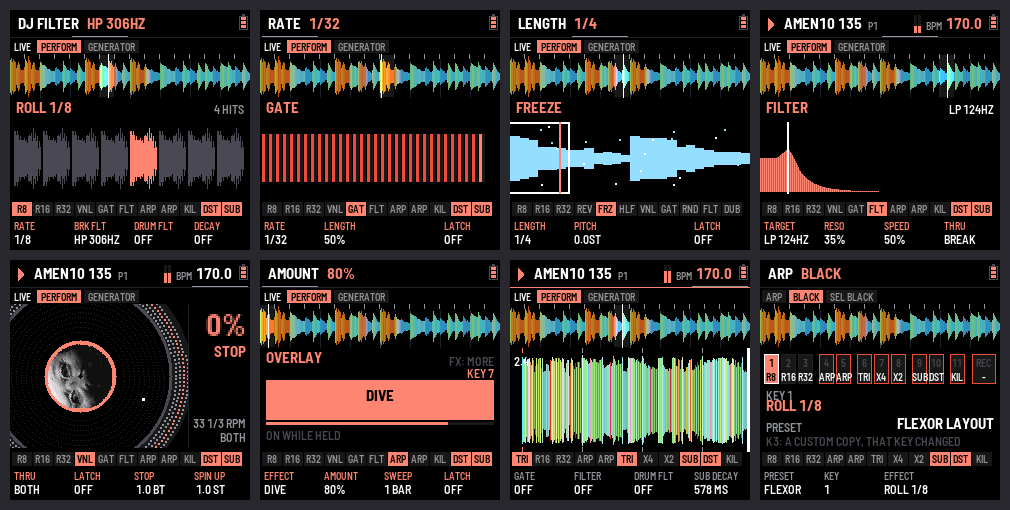 DJ FILTER HP 306HZ
LIVE PERFORM GENERATOR
ROLL 1/8 4 HITS
R8 R16 R32 VNL GAT FLT ARP ARP KIL DST SUB
RATE BRK FLT DRUM FLT DECAY
1/8 HP 306HZ OFF OFF
RATE 1/32
LIVE PERFORM GENERATOR
GATE
R8 R16 R32 VNL GAT FLT ARP ARP KIL DST SUB
RATE LENGTH LATCH
1/32 50% OFF
LENGTH 1/4
LIVE PERFORM GENERATOR
FREEZE
R8 R16 R32 REV FRZ HLF VNL GAT RND FLT DUB
LENGTH PITCH LATCH
1/4 0.0ST OFF
AMEN10 135 P1 BPM 170.0
LIVE PERFORM GENERATOR
FILTER LP 124HZ
R8 R16 R32 VNL GAT FLT ARP ARP KIL DST SUB
TARGET RESO SPEED THRU
LP 124HZ 35% 50% BREAK
AMEN10 135 P1 BPM 170.0
LIVE PERFORM GENERATOR
0%
STOP
33 1/3 RPM
BOTH
R8 R16 R32 VNL GAT FLT ARP ARP KIL DST SUB
THRU LATCH STOP SPIN UP
BOTH OFF 1.0 BT 1.0 ST
AMOUNT 80%
LIVE PERFORM GENERATOR
OVERLAY FX: MORE
KEY 7
DIVE
ON WHILE HELD
R8 R16 R32 VNL GAT FLT ARP ARP KIL DST SUB
EFFECT AMOUNT SWEEP LATCH
DIVE 80% 1 BAR OFF
AMEN10 135 P1 BPM 170.0
LIVE PERFORM GENERATOR
TRI R16 R32 ARP ARP TRI X4 X2 SUB DST KIL
GATE FILTER DRUM FLT SUB DECAY
OFF OFF OFF 578 MS
ARP BLACK
ARP BLACK SEL BLACK
1 2 3 4 5 6 7 8 9 10 11 REC
R8 R16 R32 ARP ARP TRI X4 X2 SUB DST KIL -
KEY 1
ROLL 1/8
PRESET FLEXOR LAYOUT
K3: A CUSTOM COPY, THAT KEY CHANGED
R8 R16 R32 ARP ARP TRI X4 X2 SUB DST KIL
PRESET KEY EFFECT
FLEXOR 1 ROLL 1/8